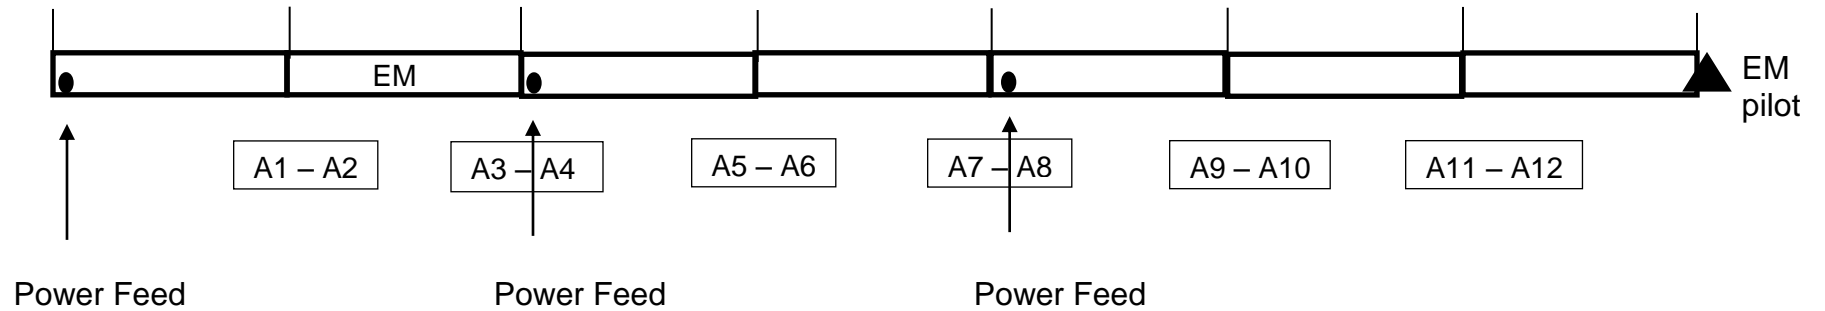 EM
EM
pilot
A1 – A2
A3 – A4
A5 – A6
A7 – A8
A9 – A10
A11 – A12
Power Feed
Power Feed
Power Feed